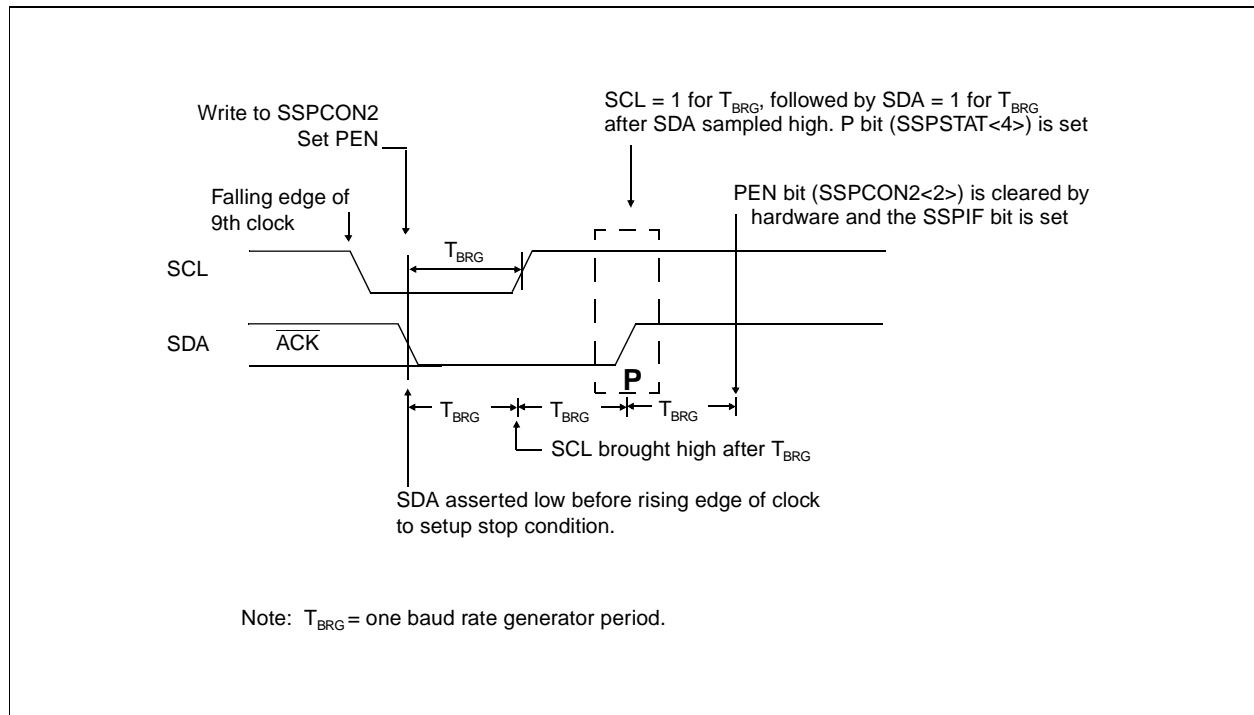 Write to SSPCON2
Set PEN
SCL = 1 for TBRG, followed by SDA = 1 for TBRG
after SDA sampled high. P bit (SSPSTAT<4>) is set
Falling edge of
9th clock
PEN bit (SSPCON2<2>) is cleared by
hardware and the SSPIF bit is set
TBRG
SCL
SDA
ACK
P
TBRG
TBRG
TBRG
SCL brought high after TBRG
SDA asserted low before rising edge of clock
to setup stop condition.
Note: TBRG = one baud rate generator period.